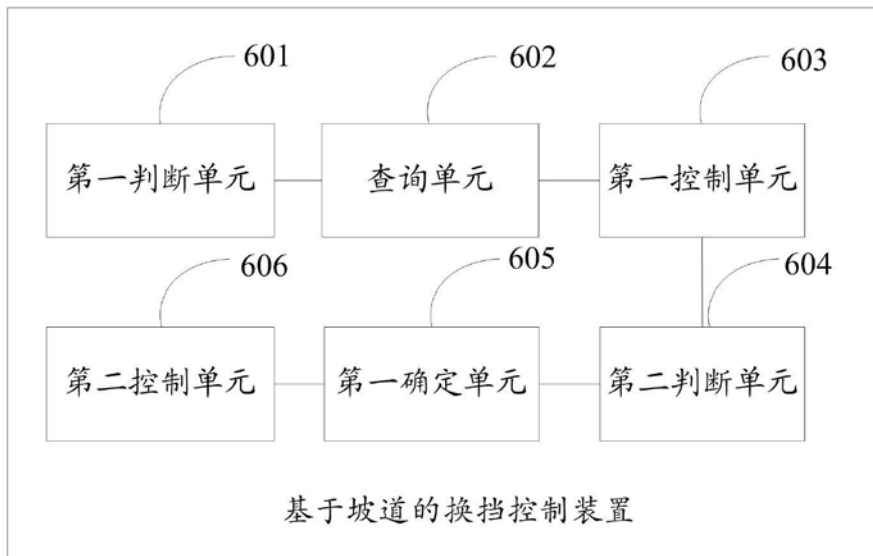 601
602
603
第一判断单元
查询单元
第一控制单元
606
605
604
第二控制单元
第一确定单元
第二判断单元
基于坡道的换挡控制装置